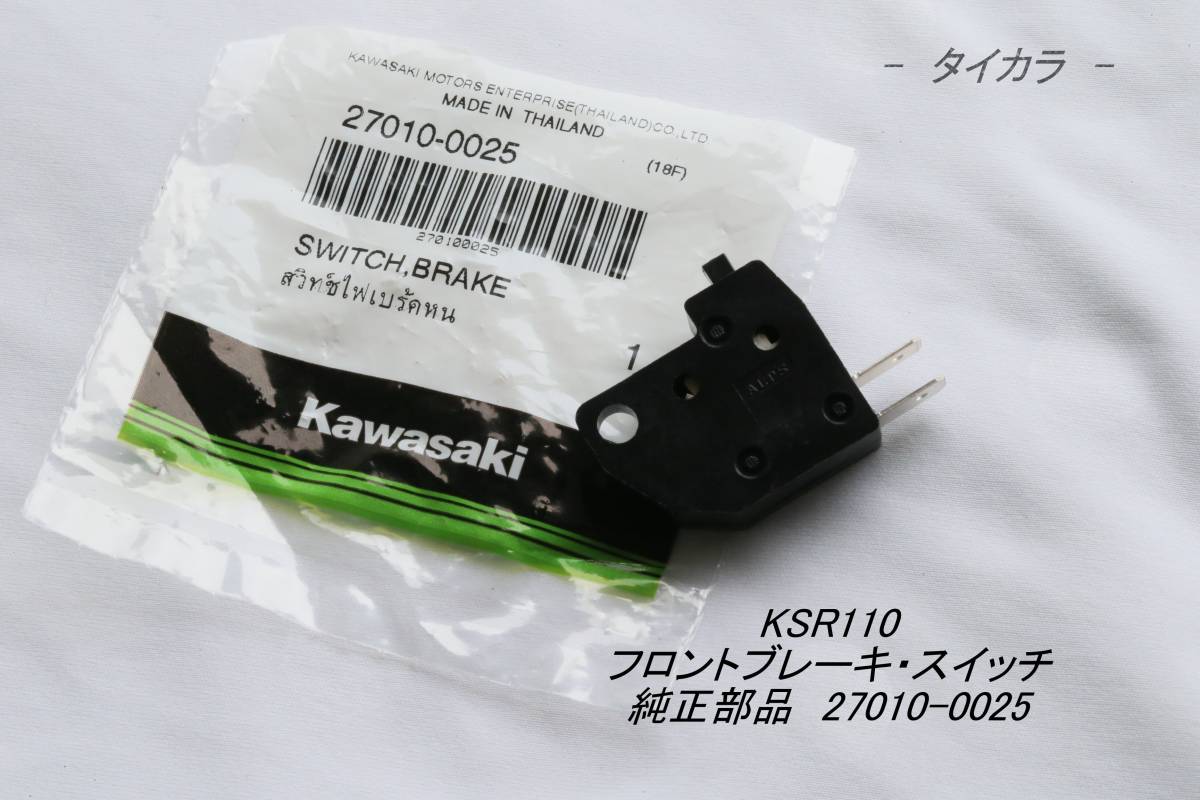 - タイカラ -
KAWASAKI MOTORS ENTERPRISE(THAILAND)CO.,LTD
MADE IN THAILAND
27010-0025
(18F)
270100025
SWITCH,BRAKE
สวิทช์ไฟเบร้คหน
1
Kawasaki
ALPS
KSR110
フロントブレーキ・スイッチ
純正部品 27010-0025